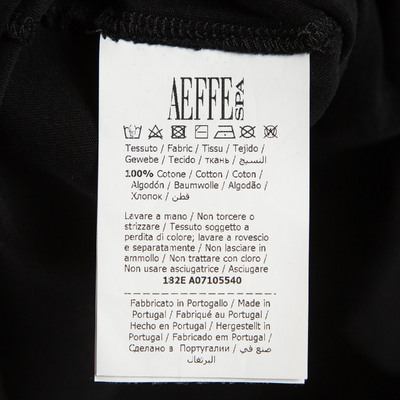 AEFFE SPA
Tessuto / Fabric / Tissu / Tejido /
Gewebe / Tecido / ткань / النسيج /
100% Cotone / Cotton / Coton /
Algodón / Baumwolle / Algodão /
Хлопок / قطن /
Lavare a mano / Non torcere o
strizzare / Tessuto soggetto a
perdita di colore; lavare a rovescio
e separatamente / Non lasciare in
ammollo / Non trattare con cloro /
Non usare asciugatrice / Asciugare
182E A07105540
Fabbricato in Portogallo / Made in
Portugal / Fabriqué au Portugal /
Hecho en Portugal / Hergestellt in
Portugal / Fabricado em Portugal /
Сделано в Португалии / صنع في
البرتغال